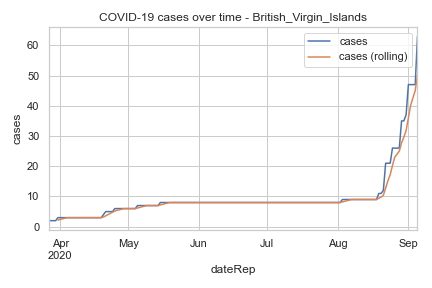 COVID-19 cases over time - British_Virgin_Islands
cases
cases (rolling)
cases
60
50
40
30
20
10
0
Apr May Jun Jul Aug Sep
2020
dateRep